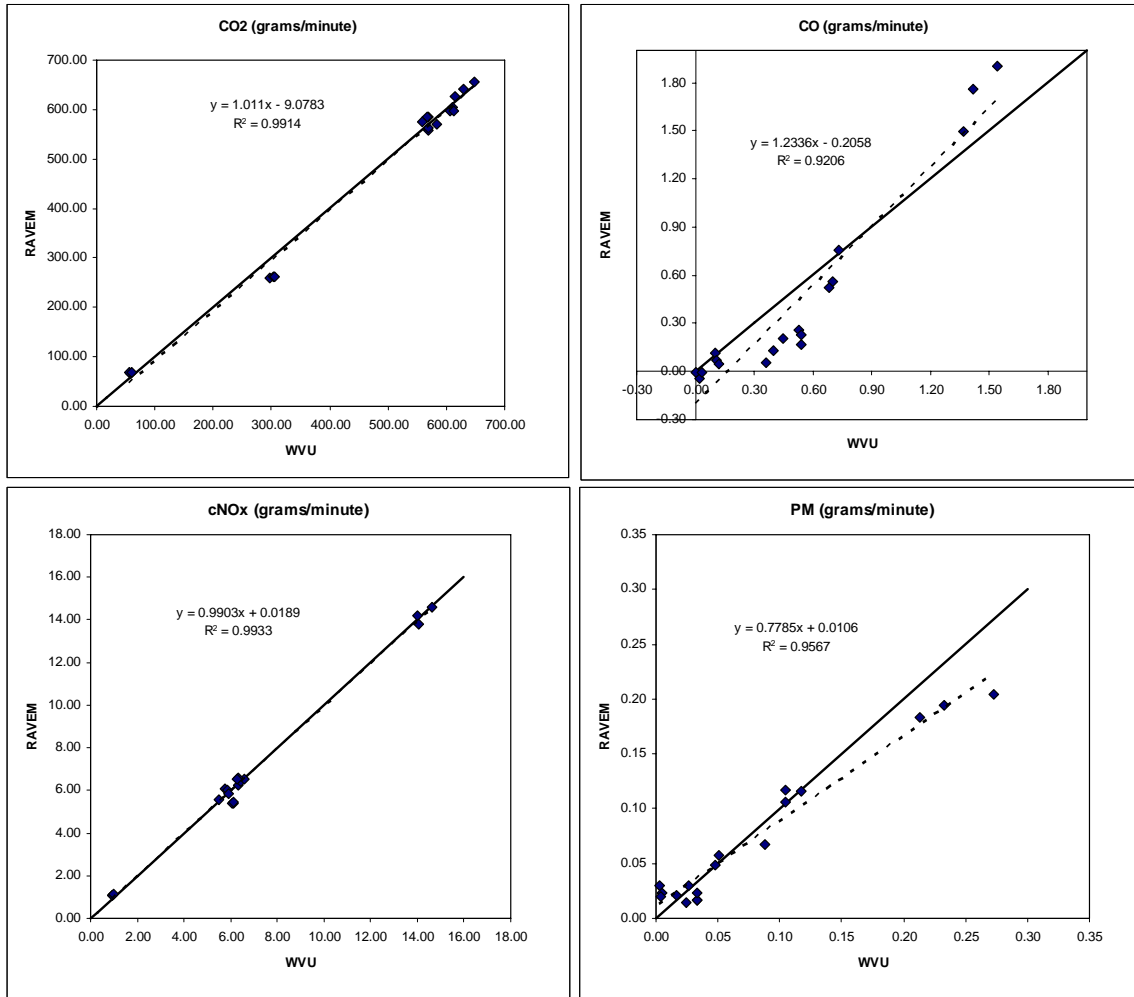 CO2 (grams/minute)
700.00
600.00
500.00
400.00
300.00
200.00
100.00
0.00
0.00 100.00 200.00 300.00 400.00 500.00 600.00 700.00
RAVEM
WVU
y = 1.011x - 9.0783
R² = 0.9914
CO (grams/minute)
1.80
1.50
1.20
0.90
0.60
0.30
0.00
-0.30
-0.30 0.00 0.30 0.60 0.90 1.20 1.50 1.80
RAVEM
WVU
y = 1.2336x - 0.2058
R² = 0.9206
cNOx (grams/minute)
18.00
16.00
14.00
12.00
10.00
8.00
6.00
4.00
2.00
0.00
0.00 2.00 4.00 6.00 8.00 10.00 12.00 14.00 16.00 18.00
RAVEM
WVU
y = 0.9903x + 0.0189
R² = 0.9933
PM (grams/minute)
0.35
0.30
0.25
0.20
0.15
0.10
0.05
0.00
0.00 0.05 0.10 0.15 0.20 0.25 0.30 0.35
RAVEM
WVU
y = 0.7785x + 0.0106
R² = 0.9567